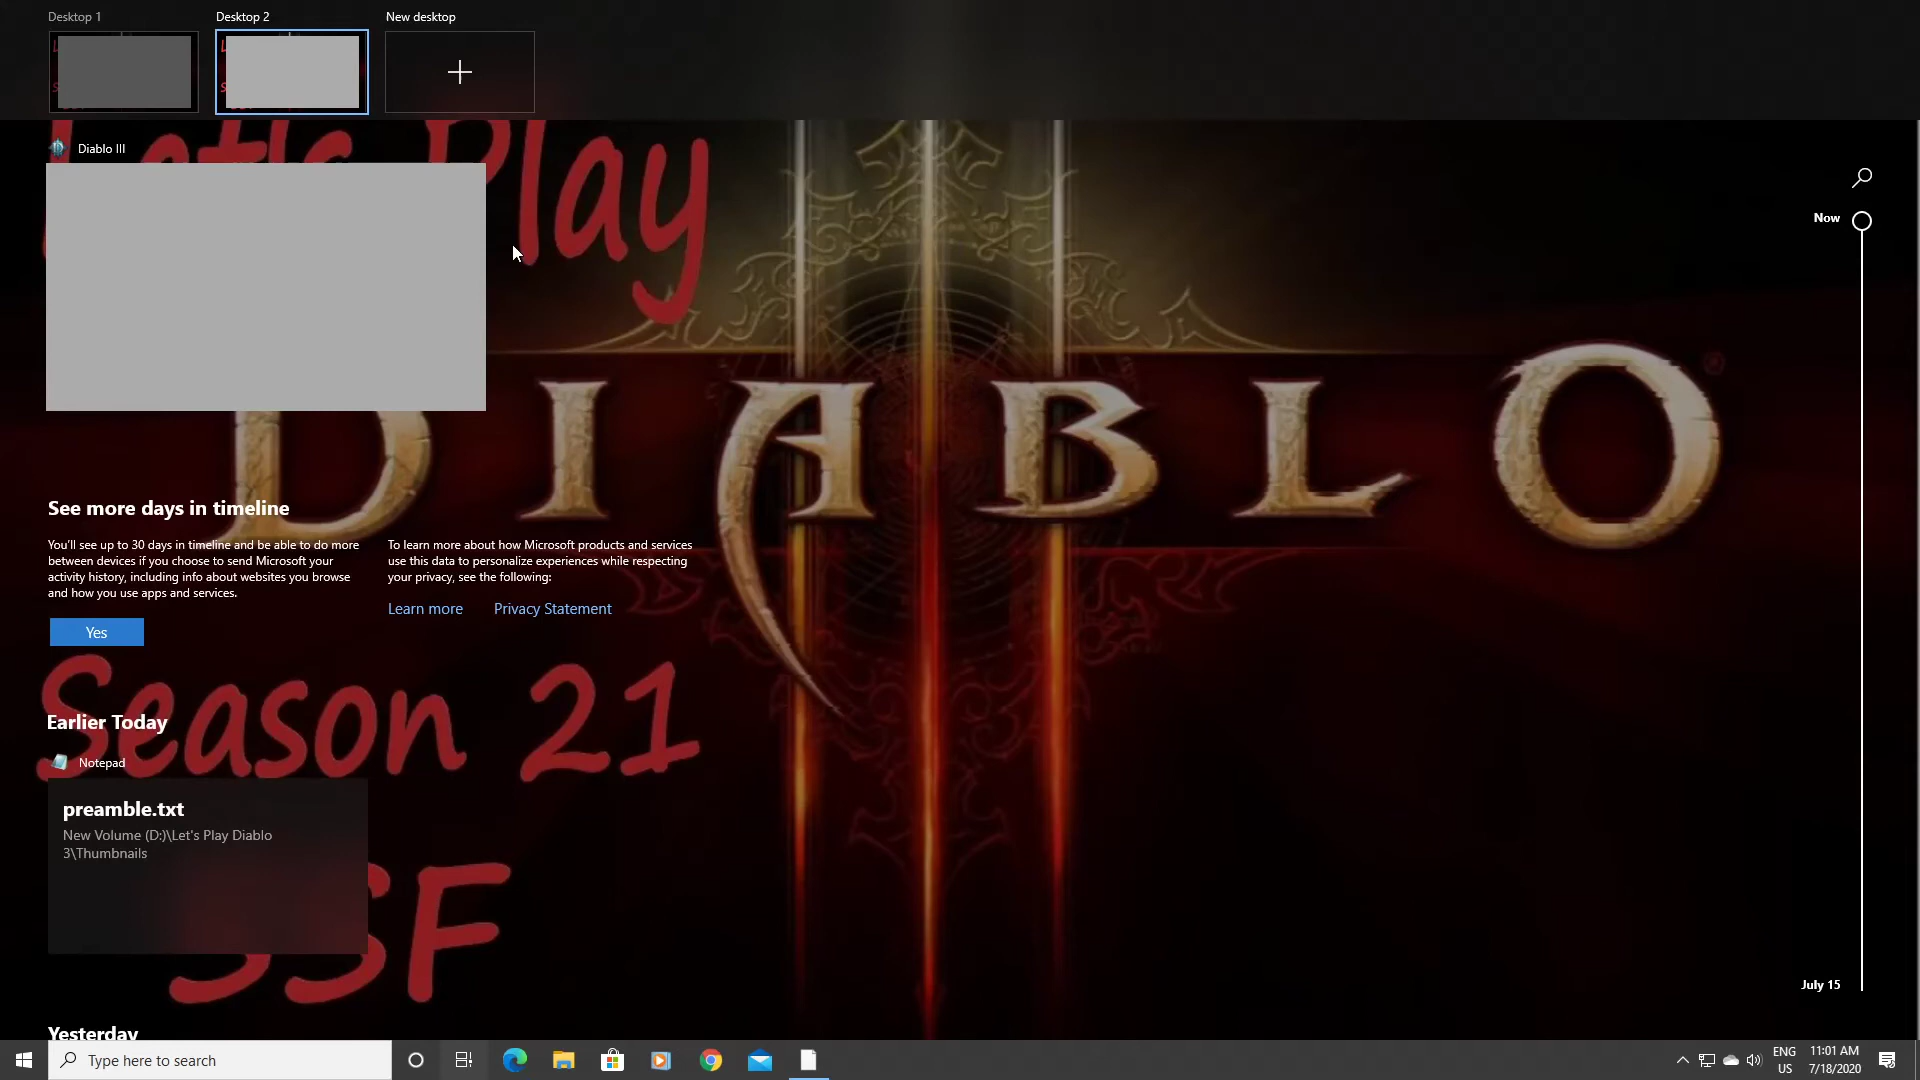 Desktop 1
Desktop 2
New desktop
Diablo III
Let's Play
Now
DIABLO
®
See more days in timeline
You'll see up to 30 days in timeline and be able to do more
between devices if you choose to send Microsoft your
activity history, including info about websites you browse
and how you use apps and services.
Yes
To learn more about how Microsoft products and services
use this data to personalize experiences while respecting
your privacy, see the following:
Learn more
Privacy Statement
Season 21
Earlier Today
Notepad
preamble.txt
New Volume (D:)\Let's Play Diablo
3\Thumbnails
SSF
July 15
Yesterday
Type here to search
ENG
US
11:01 AM
7/18/2020